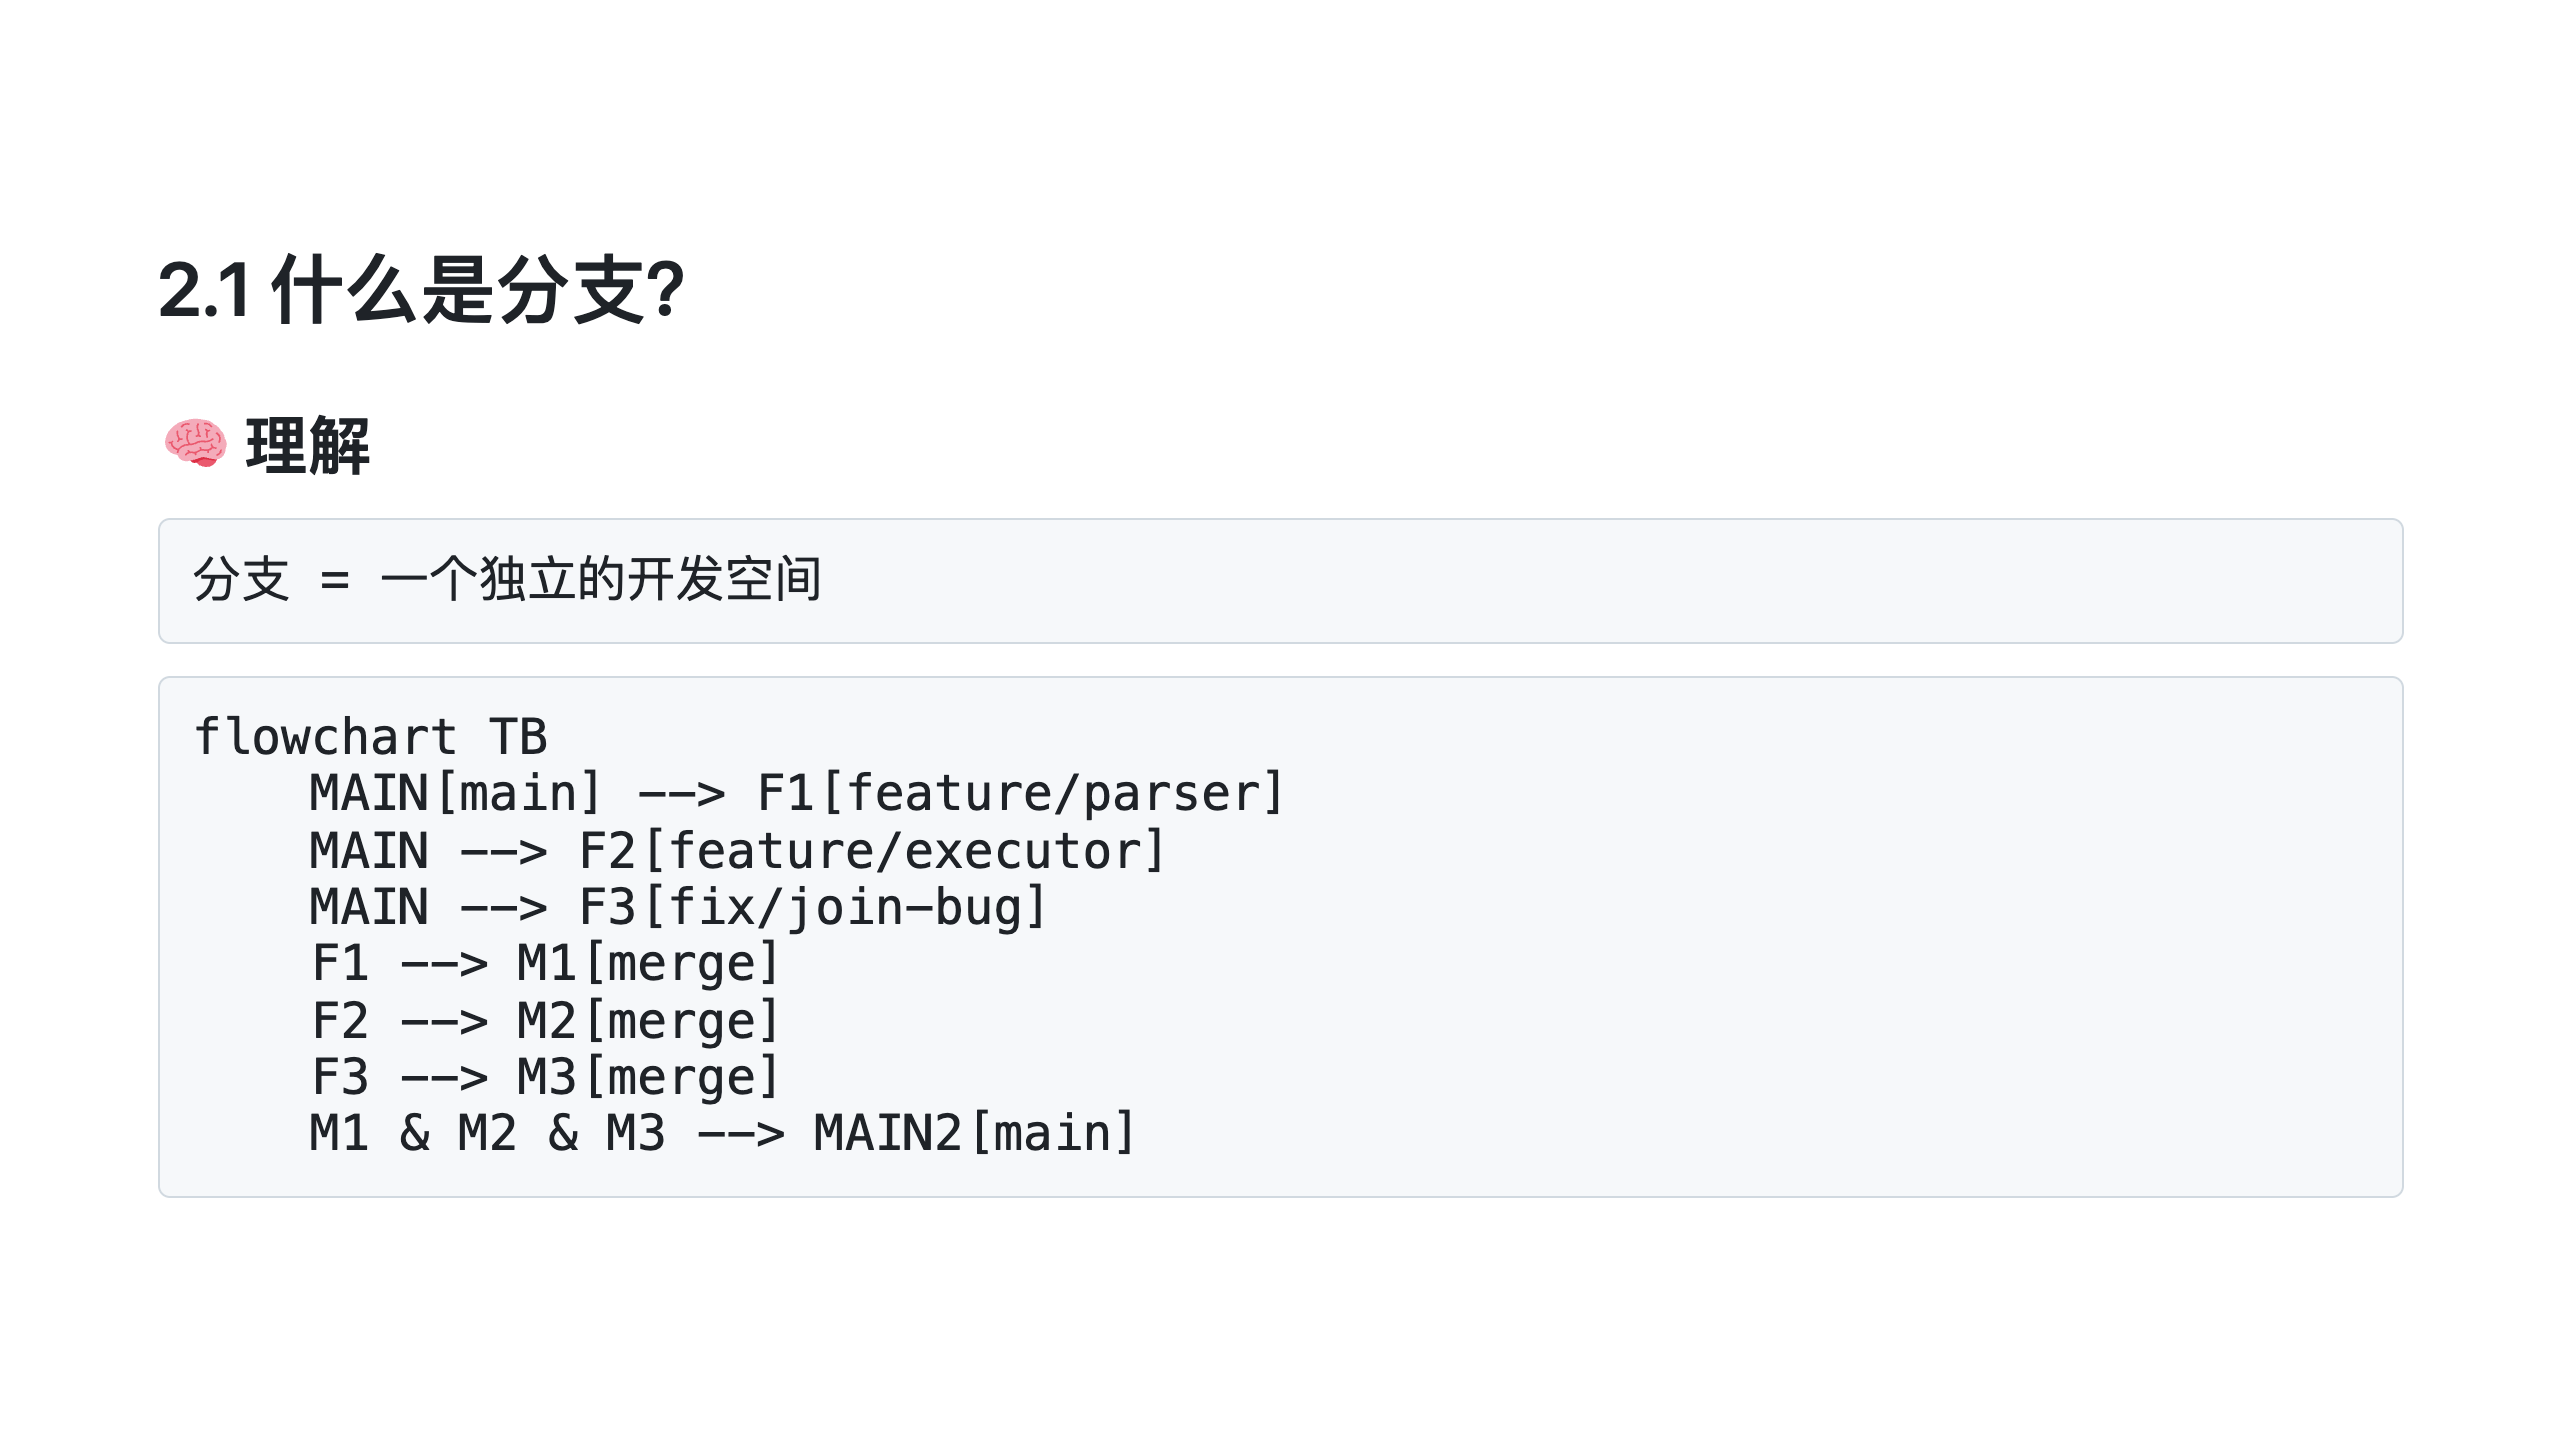 2.1 什么是分支？
🧠 理解
分支 = 一个独立的开发空间
flowchart TB
    MAIN[main] --> F1[feature/parser]
    MAIN --> F2[feature/executor]
    MAIN --> F3[fix/join-bug]
    F1 --> M1[merge]
    F2 --> M2[merge]
    F3 --> M3[merge]
    M1 & M2 & M3 --> MAIN2[main]